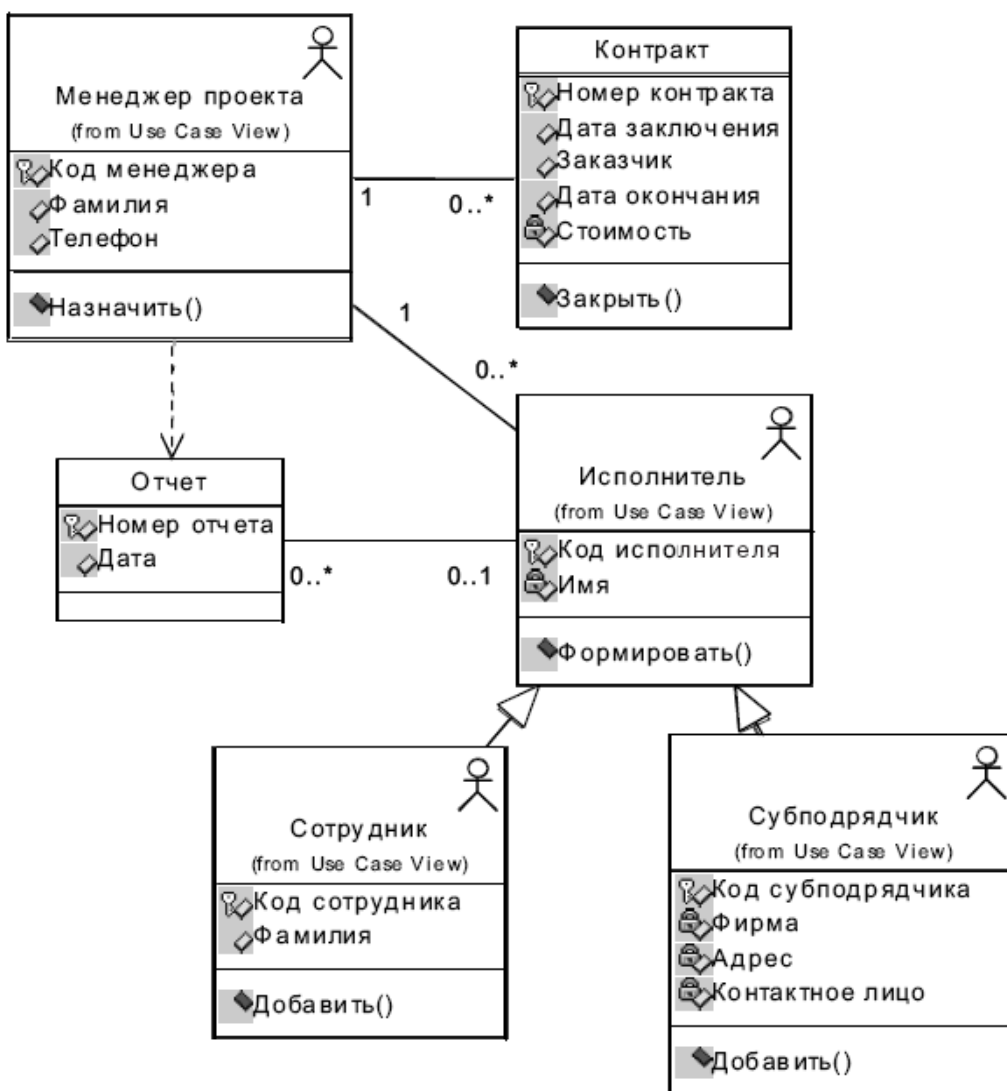 Менеджер проекта
(from Use Case View)
Код менеджера
Фамилия
Телефон
Назначить()
Контракт
Номер контракта
Дата заключения
Заказчик
Дата окончания
Стоимость
Закрыть()
1
0..*
1
0..*
Отчет
Номер отчета
Дата
0..*
0..1
Исполнитель
(from Use Case View)
Код исполнителя
Имя
Формировать()
Сотрудник
(from Use Case View)
Код сотрудника
Фамилия
Добавить()
Субподрядчик
(from Use Case View)
Код субподрядчика
Фирма
Адрес
Контактное лицо
Добавить()